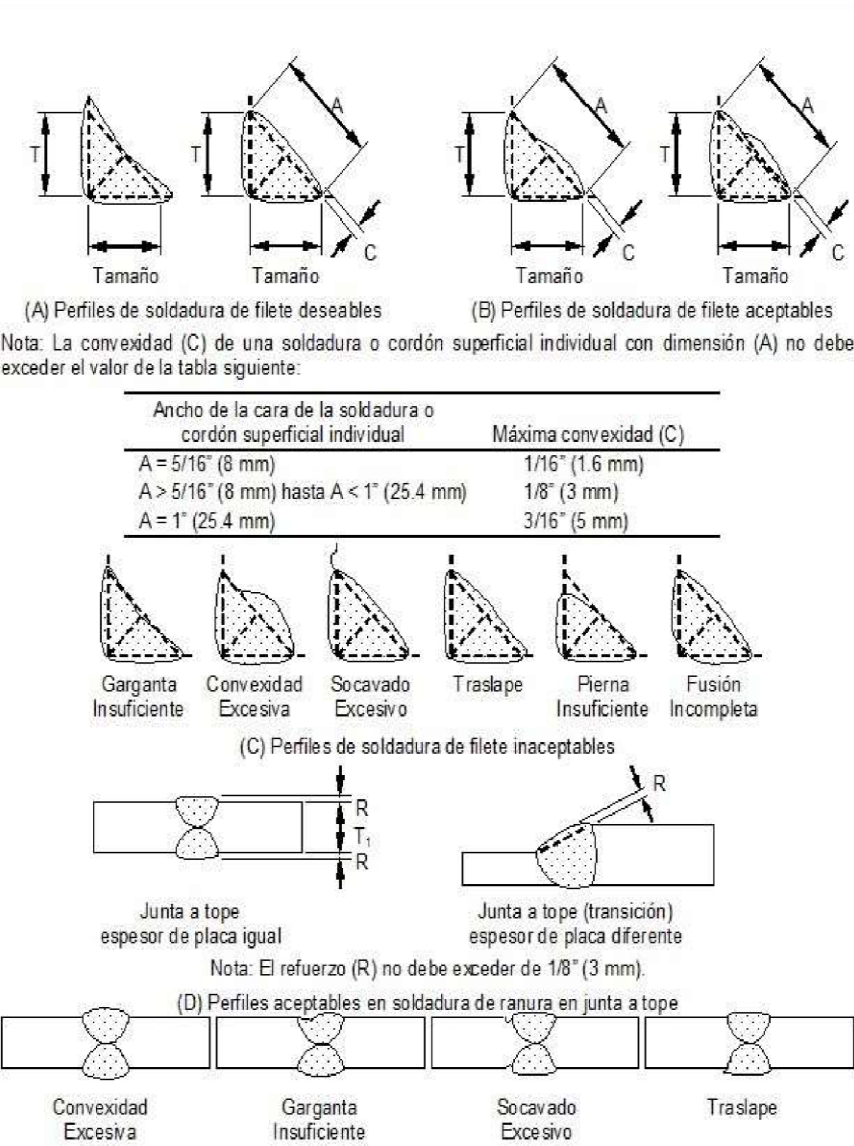 A A
T T T T
C C C
Tamaño Tamaño Tamaño Tamaño
(A) Perfiles de soldadura de filete deseables (B) Perfiles de soldadura de filete aceptables
Nota: La convexidad (C) de una soldadura o cordón superficial individual con dimensión (A) no debe
exceder el valor de la tabla siguiente:
Ancho de la cara de la soldadura o
cordón superficial individual Máxima convexidad (C)
A = 5/16" (8 mm) 1/16" (1.6 mm)
A > 5/16" (8 mm) hasta A < 1" (25.4 mm) 1/8" (3 mm)
A = 1" (25.4 mm) 3/16" (5 mm)
Garganta Convexidad Socavado Traslape Pierna Fusión
Insuficiente Excesiva Excesivo Insuficiente Incompleta
(C) Perfiles de soldadura de filete inaceptables
R
R
T1
R
Junta a tope Junta a tope (transición)
espesor de placa igual espesor de placa diferente
Nota: El refuerzo (R) no debe exceder de 1/8" (3 mm).
(D) Perfiles aceptables en soldadura de ranura en junta a tope
Convexidad Garganta Socavado Traslape
Excesiva Insuficiente Excesivo